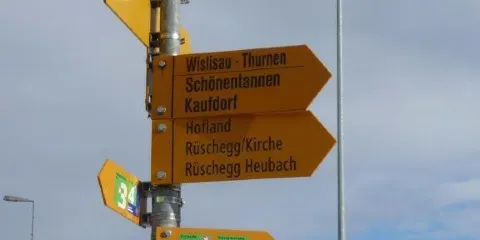 Wislisau - Thurnen
Schönentannen
Kaufdorf
Hofland
Rüschegg/Kirche
Rüschegg Heubach
34